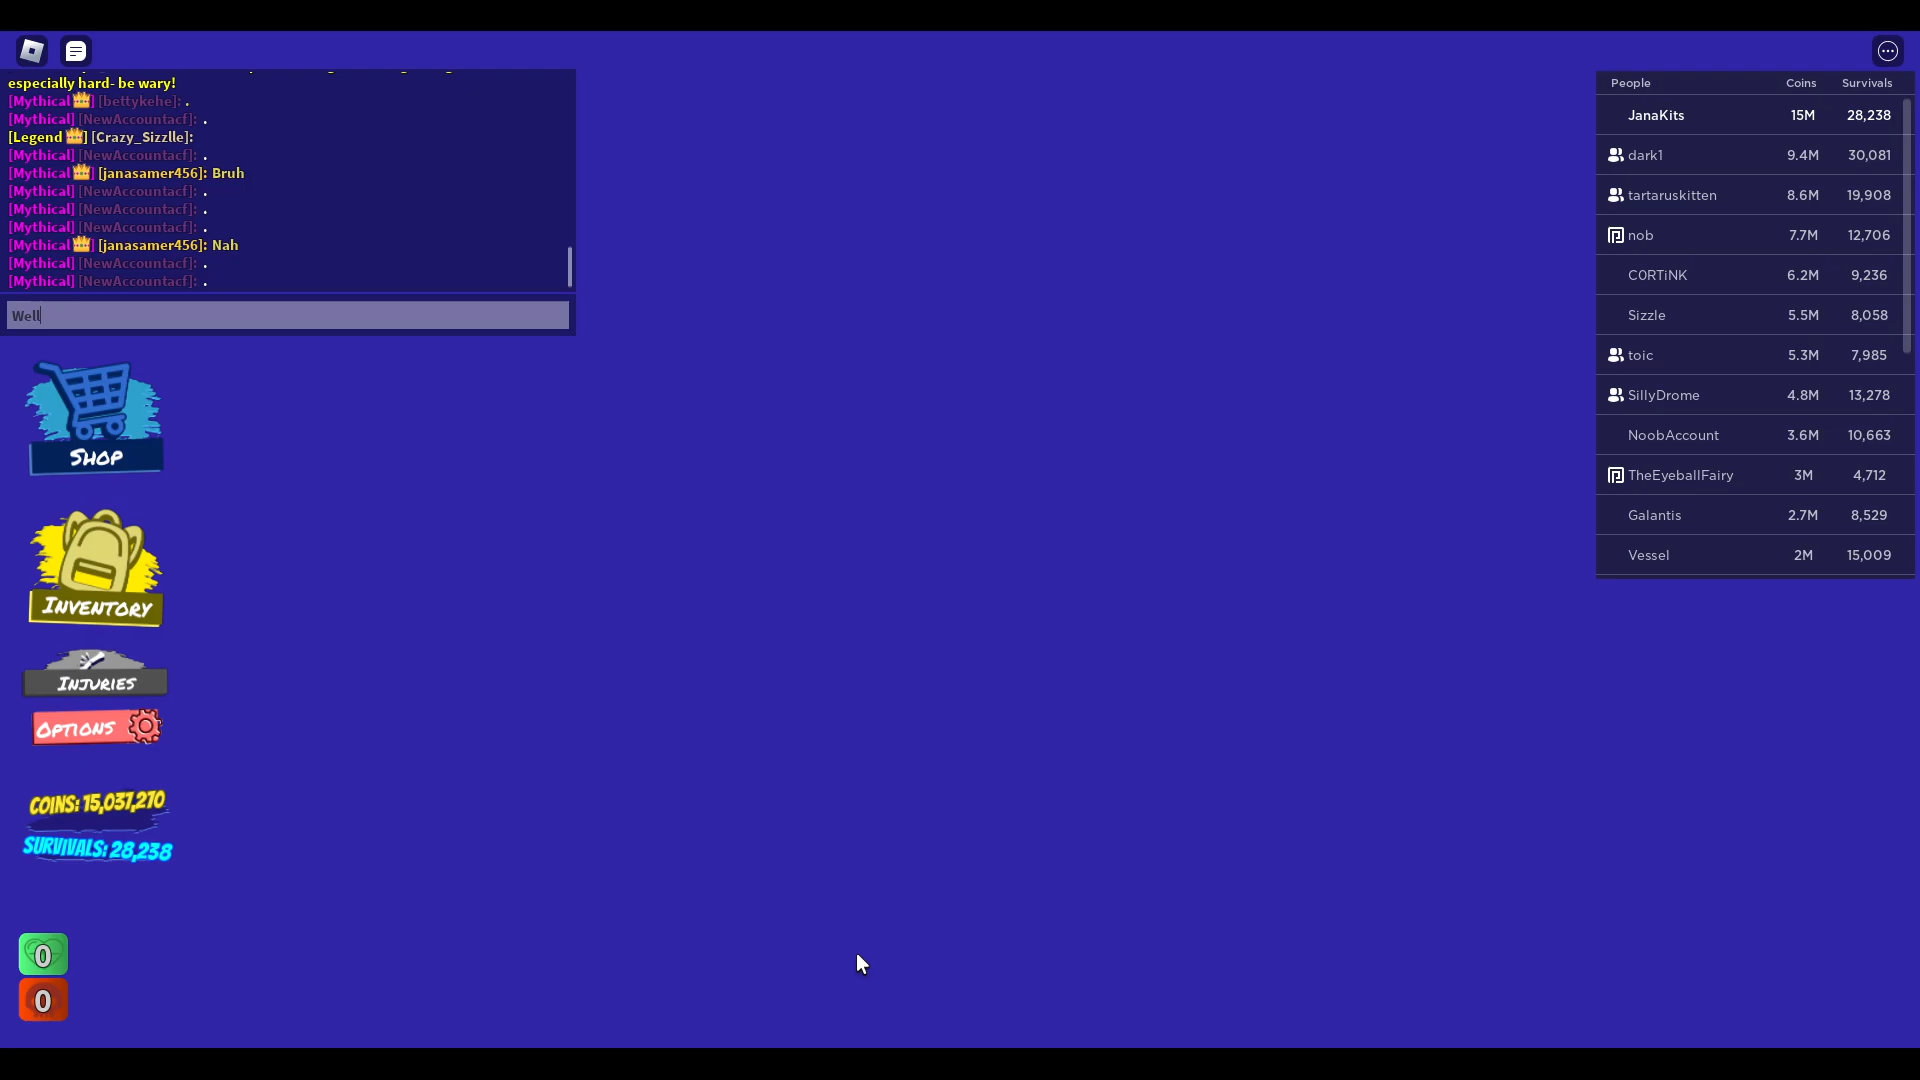 especially hard- be wary!
[Mythical👑] [bettykehe]: .
[Mythical] [NewAccountacf]: .
[Legend👑] [Crazy_Sizzlle]:
[Mythical] [NewAccountacf]: .
[Mythical👑] [janasamer456]: Bruh
[Mythical] [NewAccountacf]: .
[Mythical] [NewAccountacf]: .
[Mythical] [NewAccountacf]: .
[Mythical👑] [janasamer456]: Nah
[Mythical] [NewAccountacf]: .
[Mythical] [NewAccountacf]: .
Well
SHOP
INVENTORY
INJURIES
OPTIONS
COINS: 15,037,270
SURVIVALS: 28,238
0
0
People Coins Survivals
JanaKits 15M 28,238
dark1 9.4M 30,081
tartaruskitten 8.6M 19,908
nob 7.7M 12,706
C0RTiNK 6.2M 9,236
Sizzle 5.5M 8,058
toic 5.3M 7,985
SillyDrome 4.8M 13,278
NoobAccount 3.6M 10,663
TheEyeballFairy 3M 4,712
Galantis 2.7M 8,529
Vessel 2M 15,009